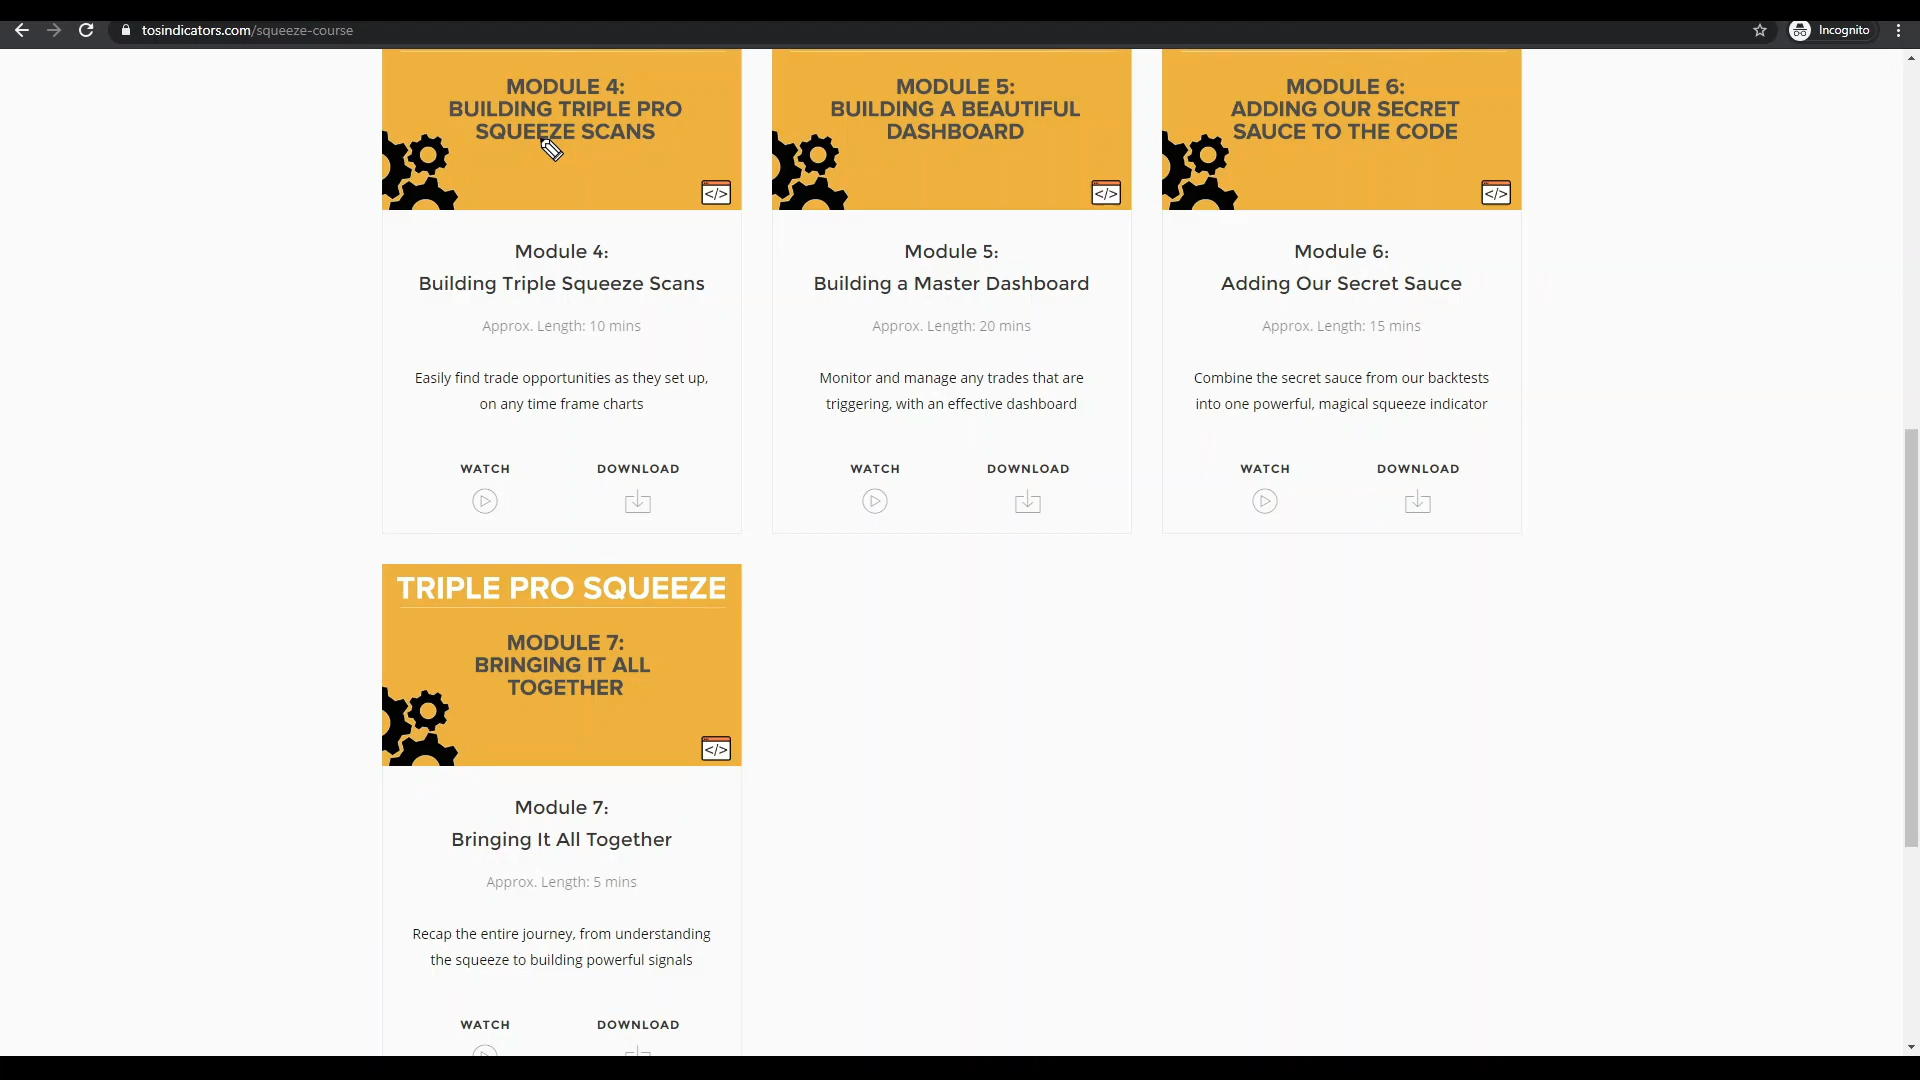 tosindicators.com/squeeze-course
Incognito
MODULE 4:
BUILDING TRIPLE PRO
SQUEEZE SCANS
</>
Module 4:
Building Triple Squeeze Scans
Approx. Length: 10 mins
Easily find trade opportunities as they set up,
on any time frame charts
WATCH DOWNLOAD
MODULE 5:
BUILDING A BEAUTIFUL
DASHBOARD
</>
Module 5:
Building a Master Dashboard
Approx. Length: 20 mins
Monitor and manage any trades that are
triggering, with an effective dashboard
WATCH DOWNLOAD
MODULE 6:
ADDING OUR SECRET
SAUCE TO THE CODE
</>
Module 6:
Adding Our Secret Sauce
Approx. Length: 15 mins
Combine the secret sauce from our backtests
into one powerful, magical squeeze indicator
WATCH DOWNLOAD
TRIPLE PRO SQUEEZE
MODULE 7:
BRINGING IT ALL
TOGETHER
</>
Module 7:
Bringing It All Together
Approx. Length: 5 mins
Recap the entire journey, from understanding
the squeeze to building powerful signals
WATCH DOWNLOAD